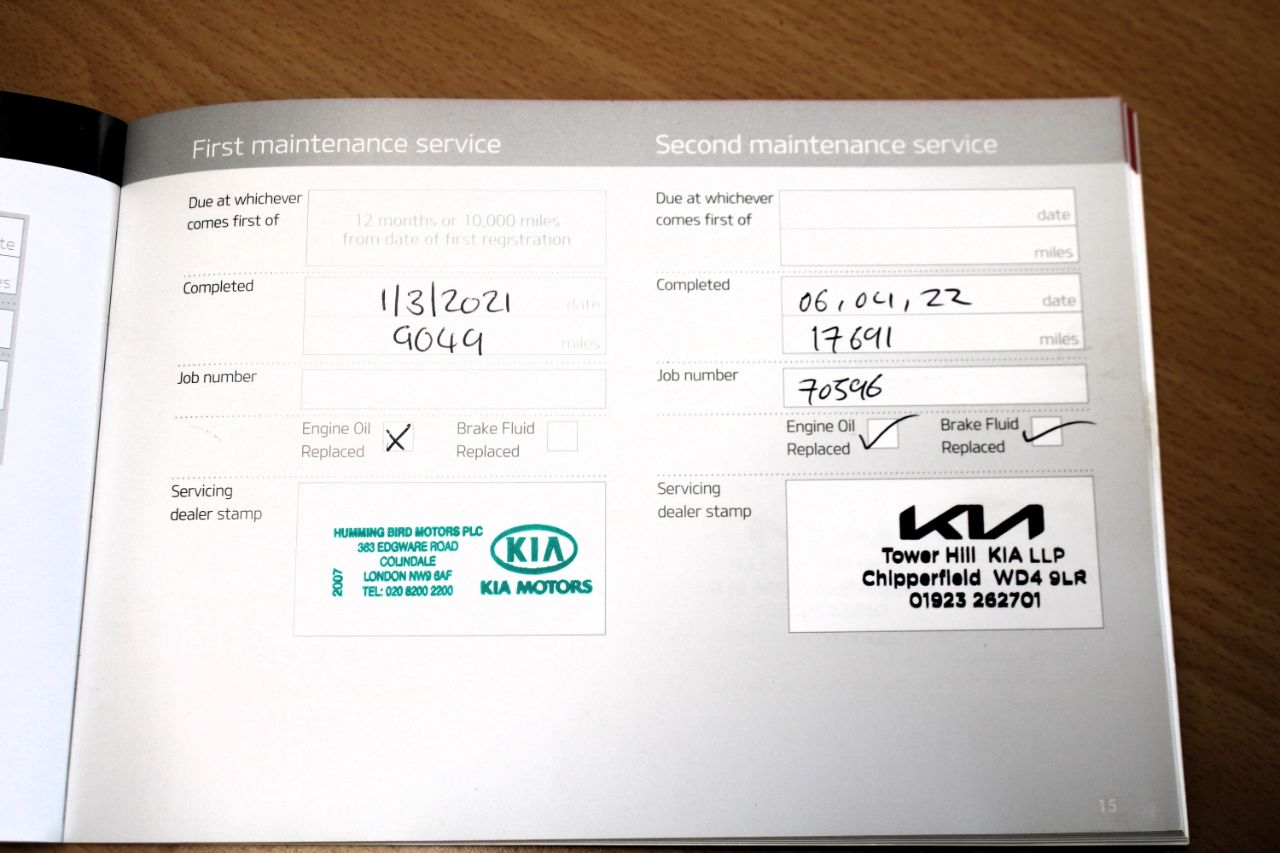 First maintenance service
Due at whichever
comes first of
12 months or 10,000 miles
from date of first registration
Completed
1/3/2021 date
9049 miles
Job number
Engine Oil
Replaced
X
Brake Fluid
Replaced
Servicing
dealer stamp
HUMMING BIRD MOTORS PLC
363 EDGWARE ROAD
COLINDALE
LONDON NW9 6AF
TEL: 020 8200 2200
2007
KIA
KIA MOTORS
Second maintenance service
Due at whichever
comes first of
date
miles
Completed
06, 04, 22 date
17691 miles
Job number
70596
Engine Oil
Replaced
✓
Brake Fluid
Replaced
✓
Servicing
dealer stamp
KIA
Tower Hill KIA LLP
Chipperfield WD4 9LR
01923 262701
15